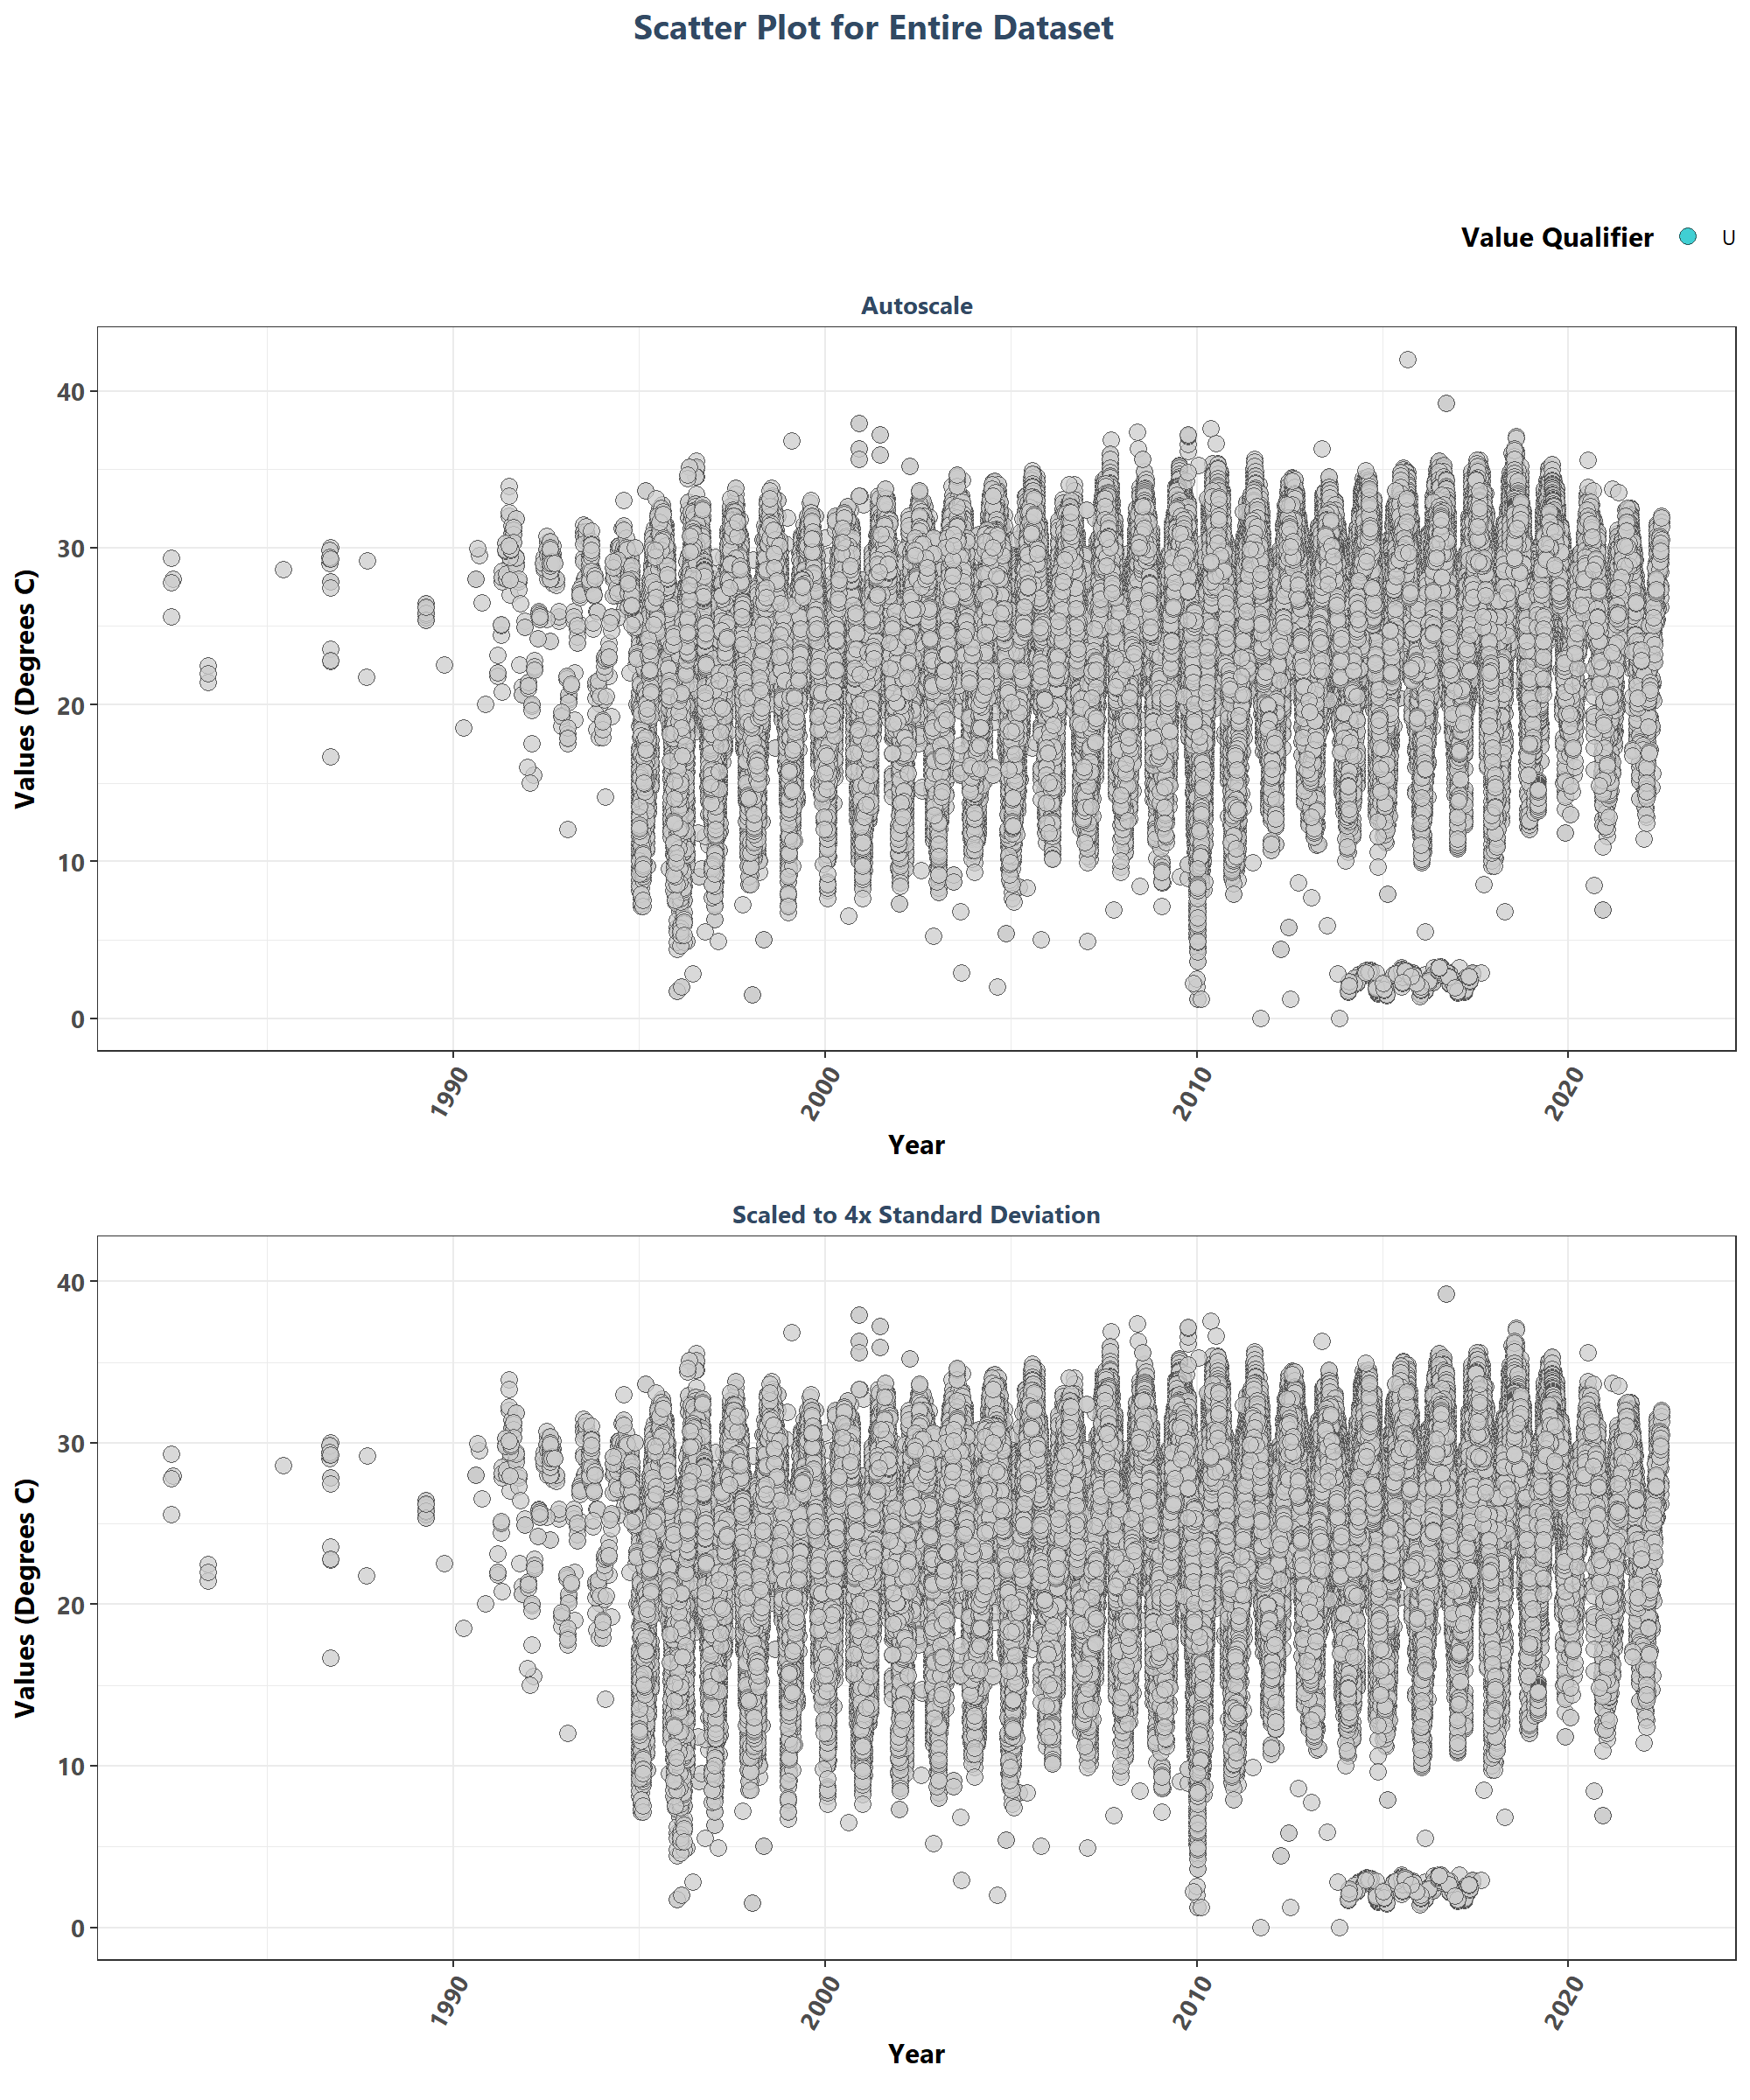 Scatter Plot for Entire Dataset
Value Qualifier U
Autoscale
Values (Degrees C)
40
30
20
10
0
1990 2000 2010 2020
Year
Scaled to 4x Standard Deviation
Values (Degrees C)
40
30
20
10
0
1990 2000 2010 2020
Year